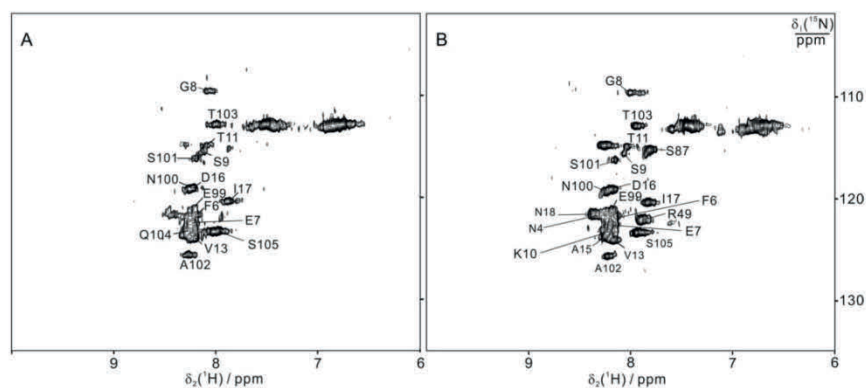 A
G8
T103
T11
S101
S9
N100
D16
E99
I17
F6
E7
Q104
S105
V13
A102
9
8
7
6
δ₂(¹H) / ppm
B
δ₁(¹⁵N)
ppm
G8
110
T103
T11
S87
S101
S9
N100
D16
E99
I17
120
N18
F6
R49
N4
E7
K10
A15
S105
V13
A102
130
9
8
7
6
δ₂(¹H) / ppm